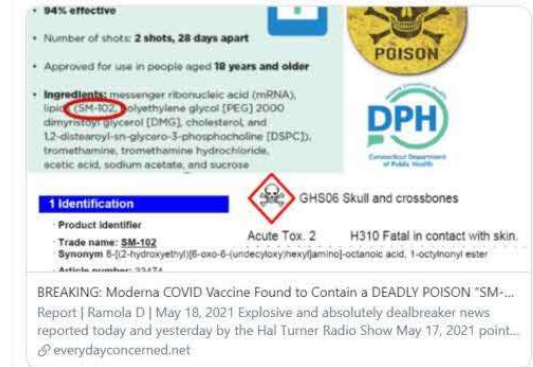 • 94% effective
• Number of shots: 2 shots, 28 days apart
• Approved for use in people aged 18 years and older
• Ingredients: messenger ribonucleic acid (mRNA),
lipids (SM-102, polyethylene glycol [PEG] 2000
dimyristoyl glycerol [DMG], cholesterol, and
1,2-distearoyl-sn-glycero-3-phosphocholine [DSPC]),
tromethamine, tromethamine hydrochloride,
acetic acid, sodium acetate, and sucrose
POISON
DPH
Connecticut Department
of Public Health
1 Identification
GHS06 Skull and crossbones
· Product identifier
· Trade name: SM-102
Acute Tox. 2 H310 Fatal in contact with skin.
· Synonym 8-[(2-hydroxyethyl)[6-oxo-6-(undecyloxy)hexyl]amino]-octanoic acid, 1-octylnonyl ester
· Article number: 33474
BREAKING: Moderna COVID Vaccine Found to Contain a DEADLY POISON “SM-...
Report | Ramola D | May 18, 2021 Explosive and absolutely dealbreaker news
reported today and yesterday by the Hal Turner Radio Show May 17, 2021 point...
everydayconcerned.net